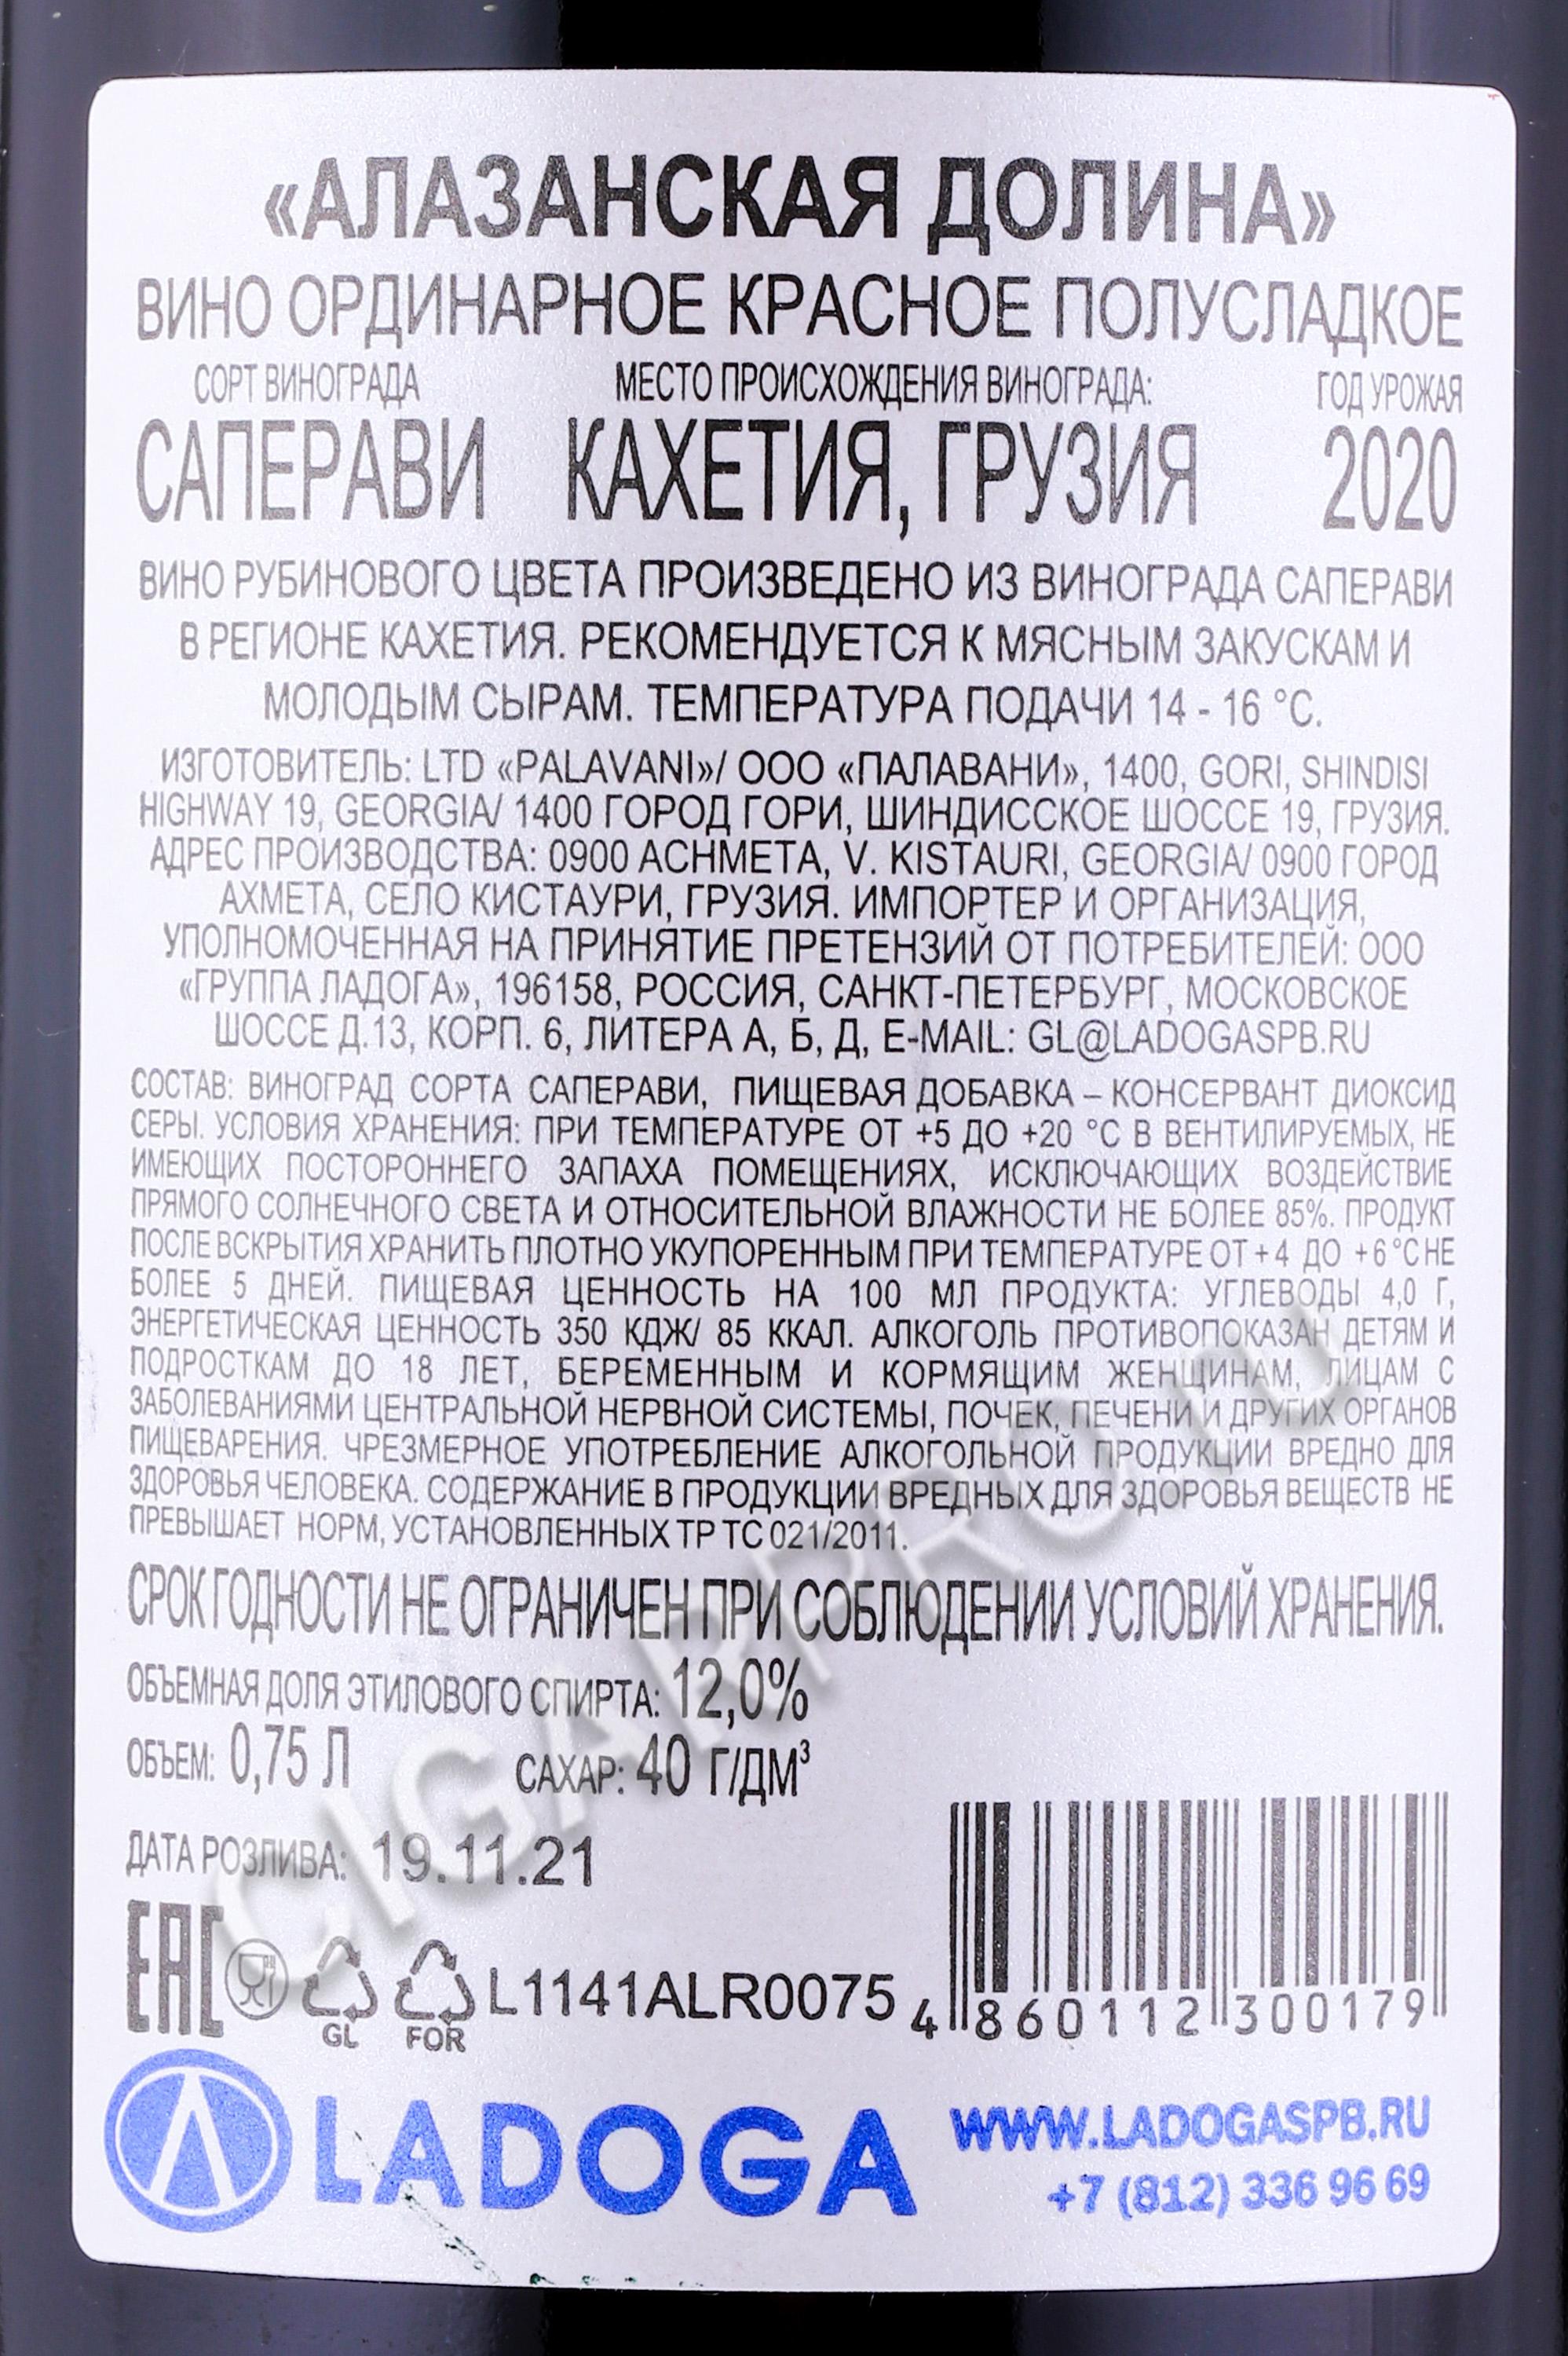 «АЛАЗАНСКАЯ ДОЛИНА»
ВИНО ОРДИНАРНОЕ КРАСНОЕ ПОЛУСЛАДКОЕ
СОРТ ВИНОГРАДА МЕСТО ПРОИСХОЖДЕНИЯ ВИНОГРАДА: ГОД УРОЖАЯ
САПЕРАВИ КАХЕТИЯ, ГРУЗИЯ 2020
ВИНО РУБИНОВОГО ЦВЕТА ПРОИЗВЕДЕНО ИЗ ВИНОГРАДА САПЕРАВИ
В РЕГИОНЕ КАХЕТИЯ. РЕКОМЕНДУЕТСЯ К МЯСНЫМ ЗАКУСКАМ И
МОЛОДЫМ СЫРАМ. ТЕМПЕРАТУРА ПОДАЧИ 14 - 16 °С.
ИЗГОТОВИТЕЛЬ: LTD «PALAVANI»/ ООО «ПАЛАВАНИ», 1400, GORI, SHINDISI
HIGHWAY 19, GEORGIA/ 1400 ГОРОД ГОРИ, ШИНДИССКОЕ ШОССЕ 19, ГРУЗИЯ.
АДРЕС ПРОИЗВОДСТВА: 0900 ACHMETA, V. KISTAURI, GEORGIA/ 0900 ГОРОД
АХМЕТА, СЕЛО КИСТАУРИ, ГРУЗИЯ. ИМПОРТЕР И ОРГАНИЗАЦИЯ,
УПОЛНОМОЧЕННАЯ НА ПРИНЯТИЕ ПРЕТЕНЗИЙ ОТ ПОТРЕБИТЕЛЕЙ: ООО
«ГРУППА ЛАДОГА», 196158, РОССИЯ, САНКТ-ПЕТЕРБУРГ, МОСКОВСКОЕ
ШОССЕ Д.13, КОРП. 6, ЛИТЕРА А, Б, Д, E-MAIL: GL@LADOGASPB.RU
СОСТАВ: ВИНОГРАД СОРТА САПЕРАВИ, ПИЩЕВАЯ ДОБАВКА – КОНСЕРВАНТ ДИОКСИД
СЕРЫ. УСЛОВИЯ ХРАНЕНИЯ: ПРИ ТЕМПЕРАТУРЕ ОТ +5 ДО +20 °С В ВЕНТИЛИРУЕМЫХ, НЕ
ИМЕЮЩИХ ПОСТОРОННЕГО ЗАПАХА ПОМЕЩЕНИЯХ, ИСКЛЮЧАЮЩИХ ВОЗДЕЙСТВИЕ
ПРЯМОГО СОЛНЕЧНОГО СВЕТА И ОТНОСИТЕЛЬНОЙ ВЛАЖНОСТИ НЕ БОЛЕЕ 85%. ПРОДУКТ
ПОСЛЕ ВСКРЫТИЯ ХРАНИТЬ ПЛОТНО УКУПОРЕННЫМ ПРИ ТЕМПЕРАТУРЕ ОТ +4 ДО +6 °С НЕ
БОЛЕЕ 5 ДНЕЙ. ПИЩЕВАЯ ЦЕННОСТЬ НА 100 МЛ ПРОДУКТА: УГЛЕВОДЫ 4,0 Г,
ЭНЕРГЕТИЧЕСКАЯ ЦЕННОСТЬ 350 КДЖ/ 85 ККАЛ. АЛКОГОЛЬ ПРОТИВОПОКАЗАН ДЕТЯМ И
ПОДРОСТКАМ ДО 18 ЛЕТ, БЕРЕМЕННЫМ И КОРМЯЩИМ ЖЕНЩИНАМ, ЛИЦАМ С
ЗАБОЛЕВАНИЯМИ ЦЕНТРАЛЬНОЙ НЕРВНОЙ СИСТЕМЫ, ПОЧЕК, ПЕЧЕНИ И ДРУГИХ ОРГАНОВ
ПИЩЕВАРЕНИЯ. ЧРЕЗМЕРНОЕ УПОТРЕБЛЕНИЕ АЛКОГОЛЬНОЙ ПРОДУКЦИИ ВРЕДНО ДЛЯ
ЗДОРОВЬЯ ЧЕЛОВЕКА. СОДЕРЖАНИЕ В ПРОДУКЦИИ ВРЕДНЫХ ДЛЯ ЗДОРОВЬЯ ВЕЩЕСТВ НЕ
ПРЕВЫШАЕТ НОРМ, УСТАНОВЛЕННЫХ ТР ТС 021/2011.
СРОК ГОДНОСТИ НЕ ОГРАНИЧЕН ПРИ СОБЛЮДЕНИИ УСЛОВИЙ ХРАНЕНИЯ.
ОБЪЕМНАЯ ДОЛЯ ЭТИЛОВОГО СПИРТА: 12,0%
ОБЪЕМ: 0,75 Л САХАР: 40 Г/ДМ³
ДАТА РОЗЛИВА: 19.11.21
EAC
GL FOR L1141ALR0075 4 860112 300179
LADOGA WWW.LADOGASPB.RU
+7 (812) 336 96 69
CIGARPRO.ru